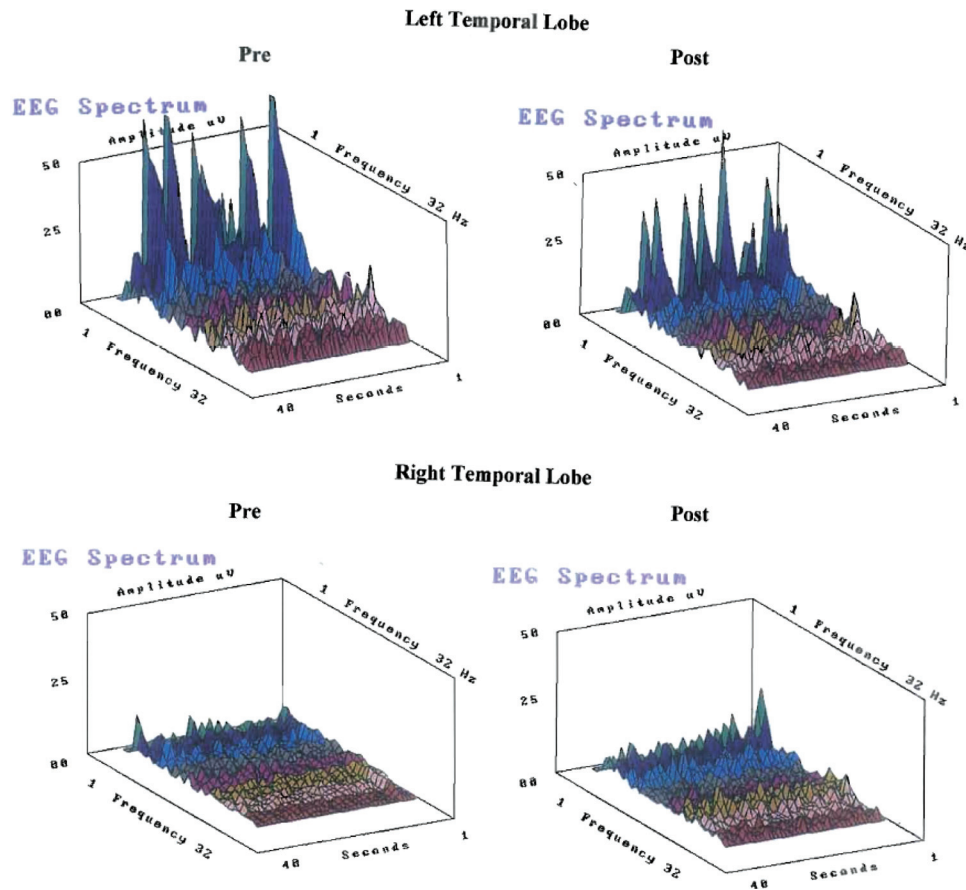 Left Temporal Lobe
Pre
Post
EEG Spectrum
Amplitude uV
50
25
00
1 Frequency 32 Hz
1 Frequency 32
40 Seconds 1
EEG Spectrum
Amplitude uV
50
25
00
1 Frequency 32 Hz
1 Frequency 32
40 Seconds 1
Right Temporal Lobe
Pre
Post
EEG Spectrum
Amplitude uV
50
25
00
1 Frequency 32 Hz
1 Frequency 32
40 Seconds 1
EEG Spectrum
Amplitude uV
50
25
00
1 Frequency 32 Hz
1 Frequency 32
40 Seconds 1